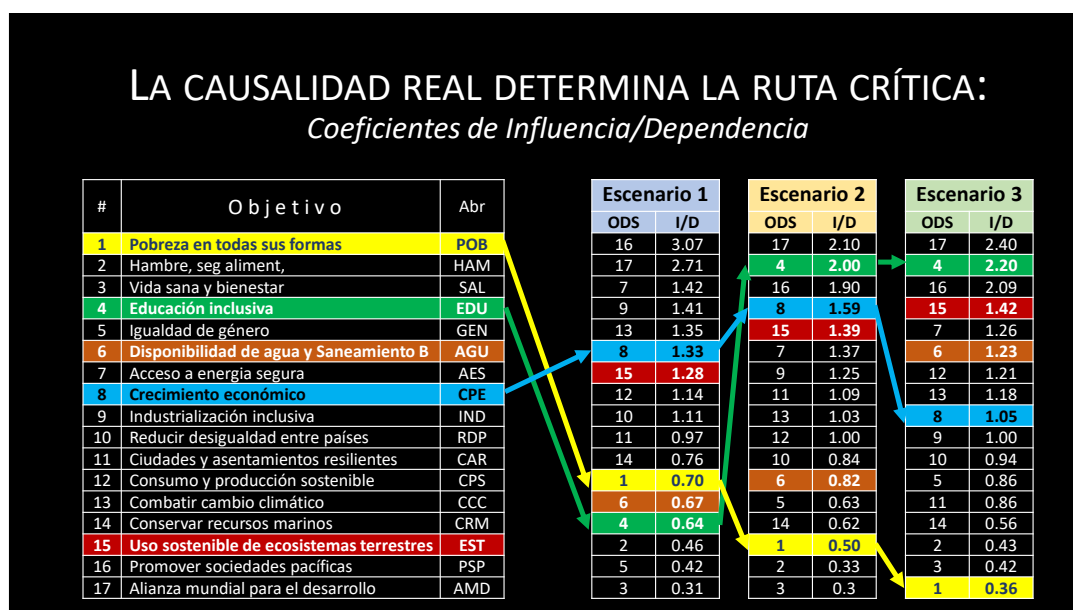 LA CAUSALIDAD REAL DETERMINA LA RUTA CRÍTICA:
Coeficientes de Influencia/Dependencia
# Objetivo Abr
1 Pobreza en todas sus formas POB
2 Hambre, seg aliment, HAM
3 Vida sana y bienestar SAL
4 Educación inclusiva EDU
5 Igualdad de género GEN
6 Disponibilidad de agua y Saneamiento B AGU
7 Acceso a energia segura AES
8 Crecimiento económico CPE
9 Industrialización inclusiva IND
10 Reducir desigualdad entre países RDP
11 Ciudades y asentamientos resilientes CAR
12 Consumo y producción sostenible CPS
13 Combatir cambio climático CCC
14 Conservar recursos marinos CRM
15 Uso sostenible de ecosistemas terrestres EST
16 Promover sociedades pacíficas PSP
17 Alianza mundial para el desarrollo AMD
Escenario 1
ODS I/D
16 3.07
17 2.71
7 1.42
9 1.41
13 1.35
8 1.33
15 1.28
12 1.14
10 1.11
11 0.97
14 0.76
1 0.70
6 0.67
4 0.64
2 0.46
5 0.42
3 0.31
Escenario 2
ODS I/D
17 2.10
4 2.00
16 1.90
8 1.59
15 1.39
7 1.37
9 1.25
11 1.09
13 1.03
12 1.00
10 0.84
6 0.82
5 0.63
14 0.62
1 0.50
2 0.33
3 0.3
Escenario 3
ODS I/D
17 2.40
4 2.20
16 2.09
15 1.42
7 1.26
6 1.23
12 1.21
13 1.18
8 1.05
9 1.00
10 0.94
5 0.86
11 0.86
14 0.56
2 0.43
3 0.42
1 0.36